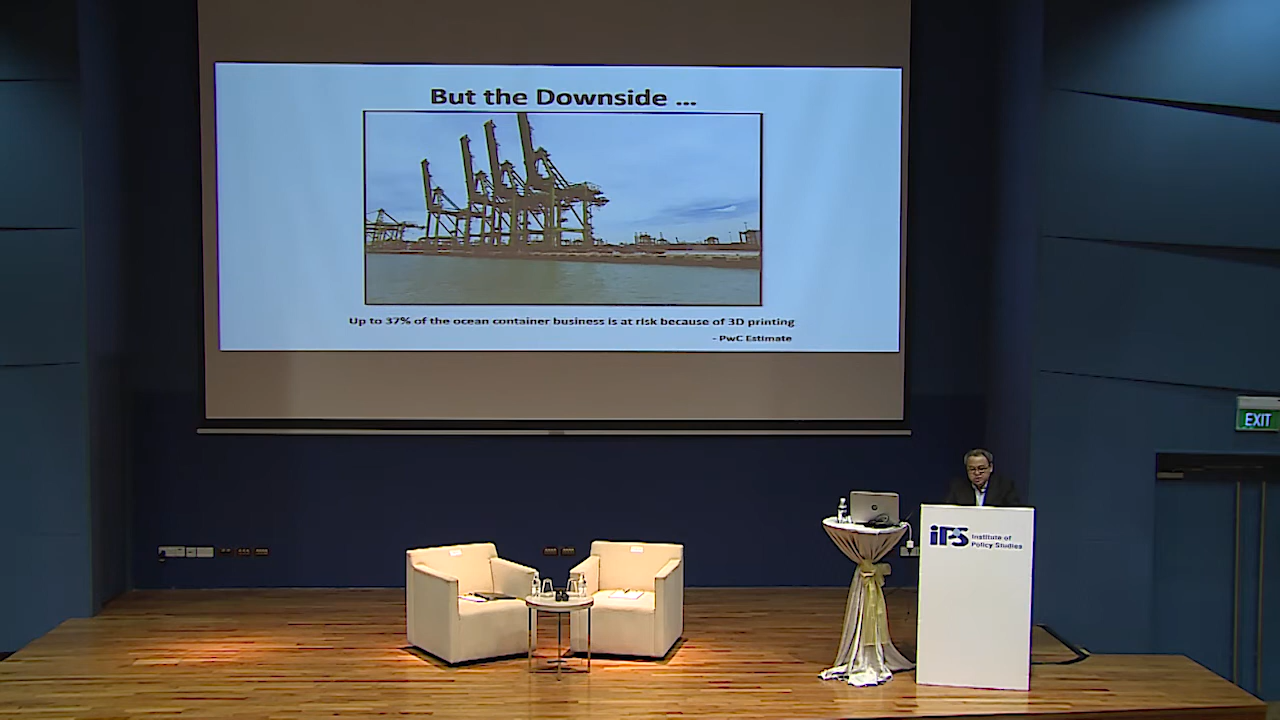 But the Downside ...
Up to 37% of the ocean container business is at risk because of 3D printing
- PwC Estimate
EXIT
iPS Institute of
Policy Studies